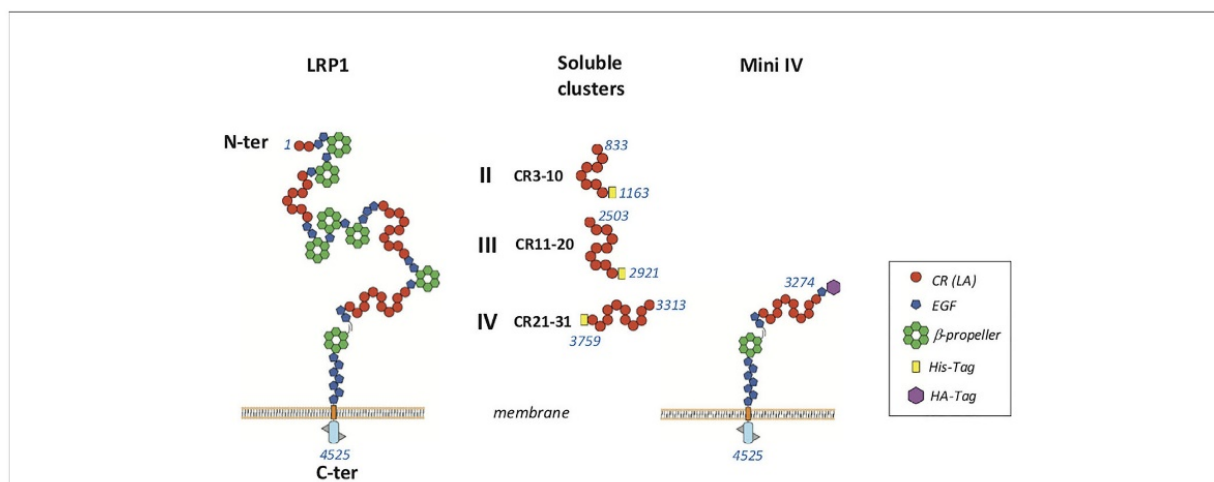 LRP1
Soluble
clusters
Mini IV
N-ter
1
833
II CR3-10
1163
2503
III CR11-20
2921
3274
3313
IV CR21-31
3759
CR (LA)
EGF
β-propeller
His-Tag
HA-Tag
membrane
4525
C-ter
4525